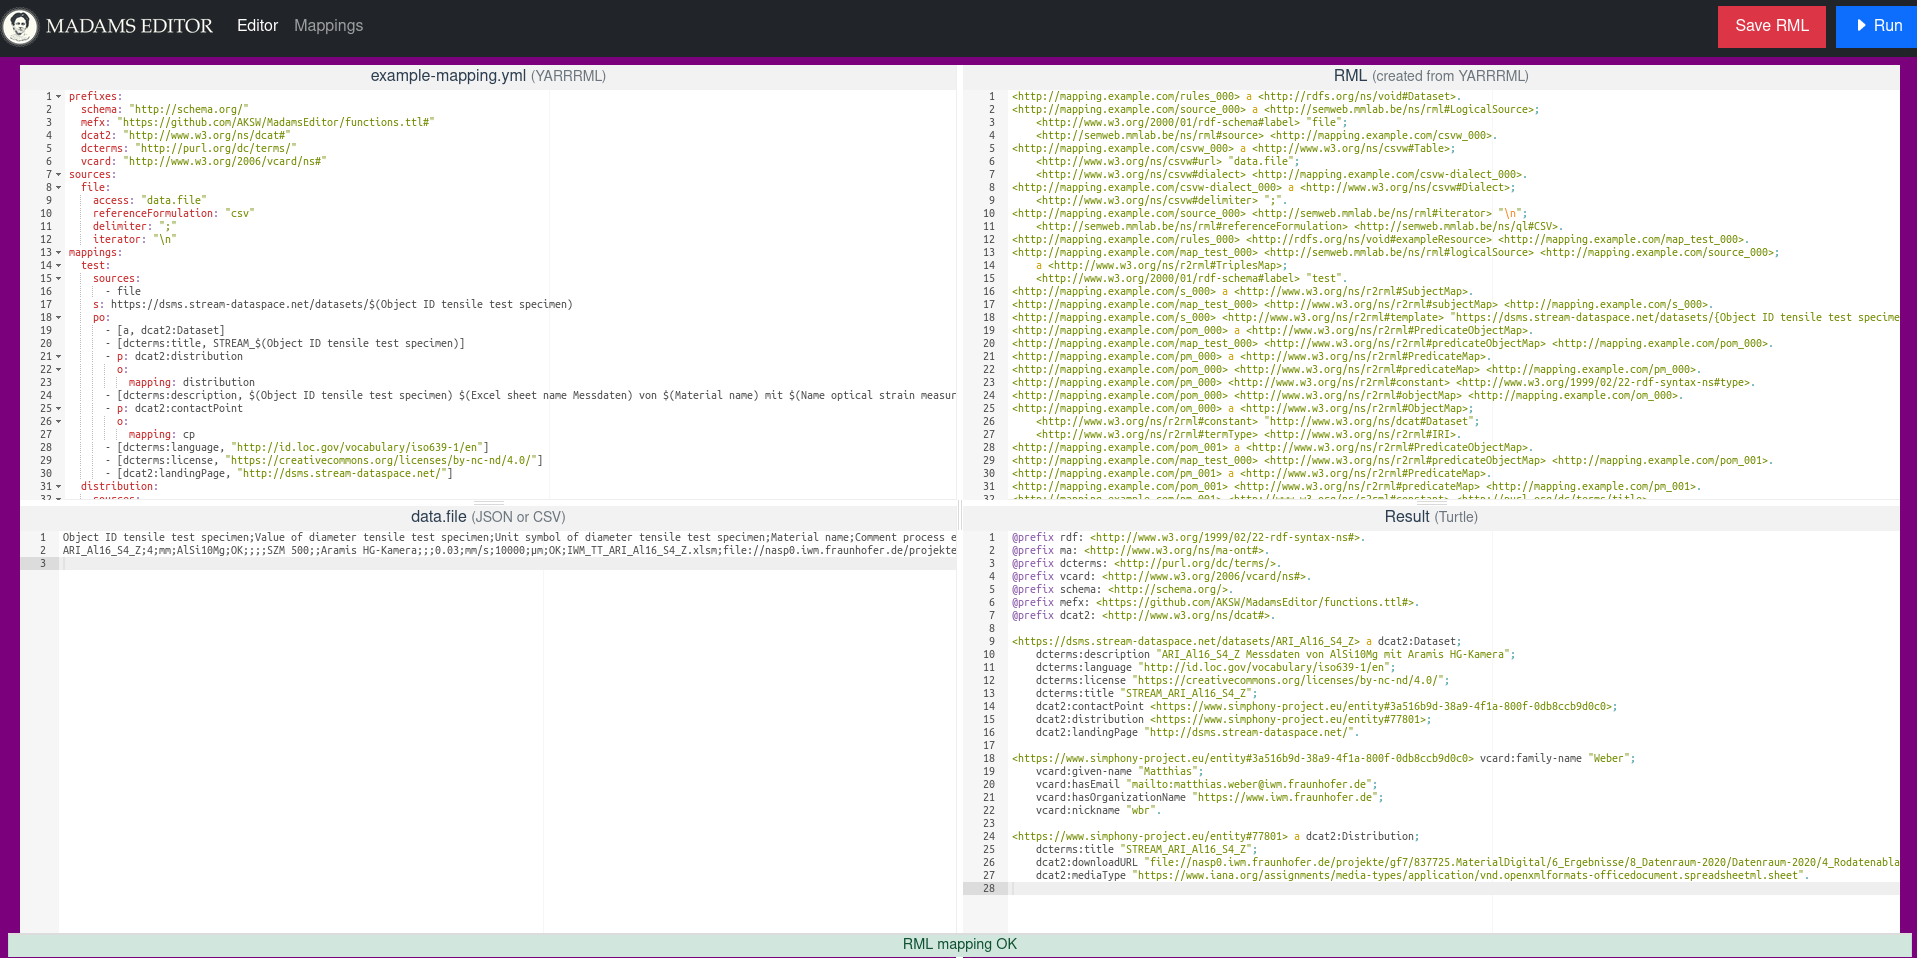 MADAMS EDITOR Editor Mappings Save RML Run
example-mapping.yml (YARRRML)
1 prefixes:
2 schema: "http://schema.org/"
3 mefx: "https://github.com/AKSW/MadamsEditor/functions.ttl#"
4 dcat2: "http://www.w3.org/ns/dcat#"
5 dcterms: "http://purl.org/dc/terms/"
6 vcard: "http://www.w3.org/2006/vcard/ns#"
7 sources:
8 file:
9 access: "data.file"
10 referenceFormulation: "csv"
11 delimiter: ";"
12 iterator: "\n"
13 mappings:
14 test:
15 sources:
16 - file
17 s: https://dsms.stream-dataspace.net/datasets/$(Object ID tensile test specimen)
18 po:
19 - [a, dcat2:Dataset]
20 - [dcterms:title, STREAM_$(Object ID tensile test specimen)]
21 - p: dcat2:distribution
22 o:
23 mapping: distribution
24 - [dcterms:description, $(Object ID tensile test specimen) $(Excel sheet name Messdaten) von $(Material name) mit $(Name optical strain measur
25 - p: dcat2:contactPoint
26 o:
27 mapping: cp
28 - [dcterms:language, "http://id.loc.gov/vocabulary/iso639-1/en"]
29 - [dcterms:license, "https://creativecommons.org/licenses/by-nc-nd/4.0/"]
30 - [dcat2:landingPage, "http://dsms.stream-dataspace.net/"]
31 distribution:
32 sources:
RML (created from YARRRML)
1 <http://mapping.example.com/rules_000> a <http://rdfs.org/ns/void#Dataset>.
2 <http://mapping.example.com/source_000> a <http://semweb.mmlab.be/ns/rml#LogicalSource>;
3 <http://www.w3.org/2000/01/rdf-schema#label> "file";
4 <http://semweb.mmlab.be/ns/rml#source> <http://mapping.example.com/csvw_000>.
5 <http://mapping.example.com/csvw_000> a <http://www.w3.org/ns/csvw#Table>;
6 <http://www.w3.org/ns/csvw#url> "data.file";
7 <http://www.w3.org/ns/csvw#dialect> <http://mapping.example.com/csvw-dialect_000>.
8 <http://mapping.example.com/csvw-dialect_000> a <http://www.w3.org/ns/csvw#Dialect>;
9 <http://www.w3.org/ns/csvw#delimiter> ";".
10 <http://mapping.example.com/source_000> <http://semweb.mmlab.be/ns/rml#iterator> "\n";
11 <http://semweb.mmlab.be/ns/rml#referenceFormulation> <http://semweb.mmlab.be/ns/ql#CSV>.
12 <http://mapping.example.com/rules_000> <http://rdfs.org/ns/void#exampleResource> <http://mapping.example.com/map_test_000>.
13 <http://mapping.example.com/map_test_000> <http://semweb.mmlab.be/ns/rml#logicalSource> <http://mapping.example.com/source_000>;
14 a <http://www.w3.org/ns/r2rml#TriplesMap>;
15 <http://www.w3.org/2000/01/rdf-schema#label> "test".
16 <http://mapping.example.com/s_000> a <http://www.w3.org/ns/r2rml#SubjectMap>.
17 <http://mapping.example.com/map_test_000> <http://www.w3.org/ns/r2rml#subjectMap> <http://mapping.example.com/s_000>.
18 <http://mapping.example.com/s_000> <http://www.w3.org/ns/r2rml#template> "https://dsms.stream-dataspace.net/datasets/{Object ID tensile test specime
19 <http://mapping.example.com/pom_000> a <http://www.w3.org/ns/r2rml#PredicateObjectMap>.
20 <http://mapping.example.com/map_test_000> <http://www.w3.org/ns/r2rml#predicateObjectMap> <http://mapping.example.com/pom_000>.
21 <http://mapping.example.com/pm_000> a <http://www.w3.org/ns/r2rml#PredicateMap>.
22 <http://mapping.example.com/pom_000> <http://www.w3.org/ns/r2rml#predicateMap> <http://mapping.example.com/pm_000>.
23 <http://mapping.example.com/pm_000> <http://www.w3.org/ns/r2rml#constant> <http://www.w3.org/1999/02/22-rdf-syntax-ns#type>.
24 <http://mapping.example.com/pom_000> <http://www.w3.org/ns/r2rml#objectMap> <http://mapping.example.com/om_000>.
25 <http://mapping.example.com/om_000> a <http://www.w3.org/ns/r2rml#ObjectMap>;
26 <http://www.w3.org/ns/r2rml#constant> "http://www.w3.org/ns/dcat#Dataset";
27 <http://www.w3.org/ns/r2rml#termType> <http://www.w3.org/ns/r2rml#IRI>.
28 <http://mapping.example.com/pom_001> a <http://www.w3.org/ns/r2rml#PredicateObjectMap>.
29 <http://mapping.example.com/map_test_000> <http://www.w3.org/ns/r2rml#predicateObjectMap> <http://mapping.example.com/pom_001>.
30 <http://mapping.example.com/pm_001> a <http://www.w3.org/ns/r2rml#PredicateMap>.
31 <http://mapping.example.com/pom_001> <http://www.w3.org/ns/r2rml#predicateMap> <http://mapping.example.com/pm_001>.
32 <http://mapping.example.com/pm_001> <http://www.w3.org/ns/r2rml#constant> <http://purl.org/dc/terms/title>.
data.file (JSON or CSV)
1 Object ID tensile test specimen;Value of diameter tensile test specimen;Unit symbol of diameter tensile test specimen;Material name;Comment process e
2 ARI_Al16_S4_Z;4;mm;AlSi10Mg;OK;;;;SZM 500;;Aramis HG-Kamera;;;0.03;mm/s;10000;µm;OK;IWM_TT_ARI_Al16_S4_Z.xlsm;file://nasp0.iwm.fraunhofer.de/projekte
3
Result (Turtle)
1 @prefix rdf: <http://www.w3.org/1999/02/22-rdf-syntax-ns#>.
2 @prefix ma: <http://www.w3.org/ns/ma-ont#>.
3 @prefix dcterms: <http://purl.org/dc/terms/>.
4 @prefix vcard: <http://www.w3.org/2006/vcard/ns#>.
5 @prefix schema: <http://schema.org/>.
6 @prefix mefx: <https://github.com/AKSW/MadamsEditor/functions.ttl#>.
7 @prefix dcat2: <http://www.w3.org/ns/dcat#>.
8
9 <https://dsms.stream-dataspace.net/datasets/ARI_Al16_S4_Z> a dcat2:Dataset;
10 dcterms:description "ARI_Al16_S4_Z Messdaten von AlSi10Mg mit Aramis HG-Kamera";
11 dcterms:language "http://id.loc.gov/vocabulary/iso639-1/en";
12 dcterms:license "https://creativecommons.org/licenses/by-nc-nd/4.0/";
13 dcterms:title "STREAM_ARI_Al16_S4_Z";
14 dcat2:contactPoint <https://www.simphony-project.eu/entity#3a516b9d-38a9-4f1a-800f-0db8ccb9d0c0>;
15 dcat2:distribution <https://www.simphony-project.eu/entity#77801>;
16 dcat2:landingPage "http://dsms.stream-dataspace.net/".
17
18 <https://www.simphony-project.eu/entity#3a516b9d-38a9-4f1a-800f-0db8ccb9d0c0> vcard:family-name "Weber";
19 vcard:given-name "Matthias";
20 vcard:hasEmail "mailto:matthias.weber@iwm.fraunhofer.de";
21 vcard:hasOrganizationName "https://www.iwm.fraunhofer.de";
22 vcard:nickname "wbr".
23
24 <https://www.simphony-project.eu/entity#77801> a dcat2:Distribution;
25 dcterms:title "STREAM_ARI_Al16_S4_Z";
26 dcat2:downloadURL "file://nasp0.iwm.fraunhofer.de/projekte/gf7/837725.MaterialDigital/6_Ergebnisse/8_Datenraum-2020/Datenraum-2020/4_Rodatenabla
27 dcat2:mediaType "https://www.iana.org/assignments/media-types/application/vnd.openxmlformats-officedocument.spreadsheetml.sheet".
28
RML mapping OK